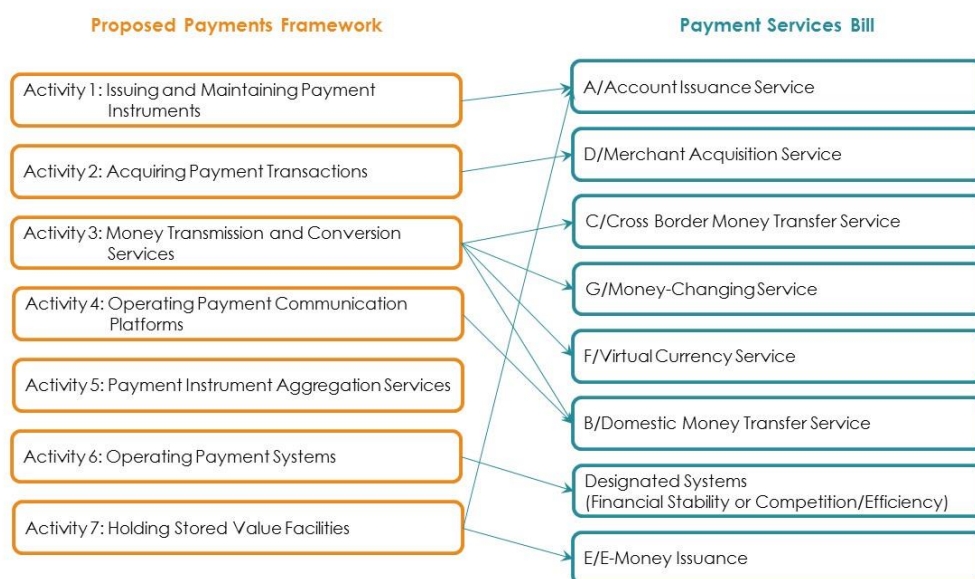 Proposed Payments Framework
Activity 1: Issuing and Maintaining Payment
Instruments
Activity 2: Acquiring Payment Transactions
Activity 3: Money Transmission and Conversion
Services
Activity 4: Operating Payment Communication
Platforms
Activity 5: Payment Instrument Aggregation Services
Activity 6: Operating Payment Systems
Activity 7: Holding Stored Value Facilities
Payment Services Bill
A/Account Issuance Service
D/Merchant Acquisition Service
C/Cross Border Money Transfer Service
G/Money-Changing Service
F/Virtual Currency Service
B/Domestic Money Transfer Service
Designated Systems
(Financial Stability or Competition/Efficiency)
E/E-Money Issuance